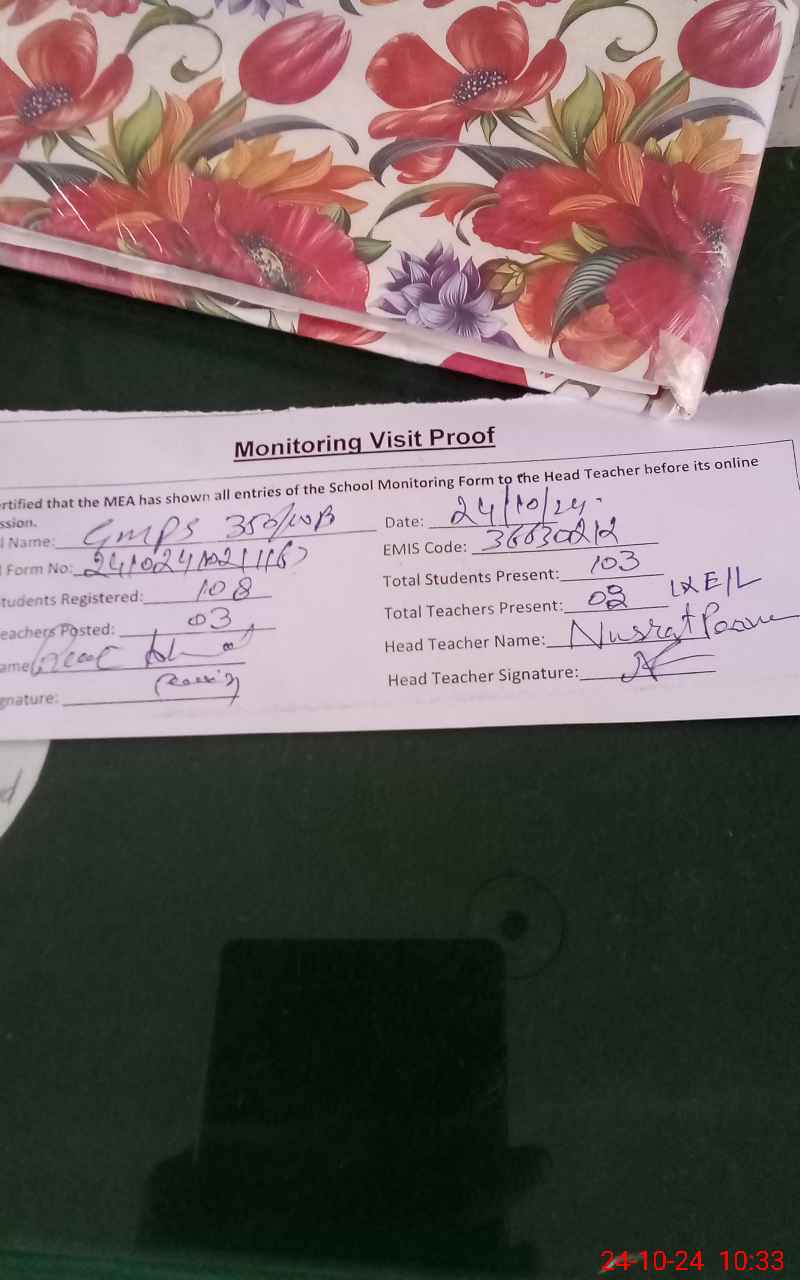 Monitoring Visit Proof
rtified that the MEA has shown all entries of the School Monitoring Form to the Head Teacher before its online
ssion.
l Name: GMPS 350/WB Date: 24/10/24
l Form No: EMIS Code: 36630212
tudents Registered: 108 Total Students Present: 103
eachers Posted: 03 Total Teachers Present: 02 1xE/L
ame Head Teacher Name: Nusrat
gnature: Head Teacher Signature:
24-10-24 10:33